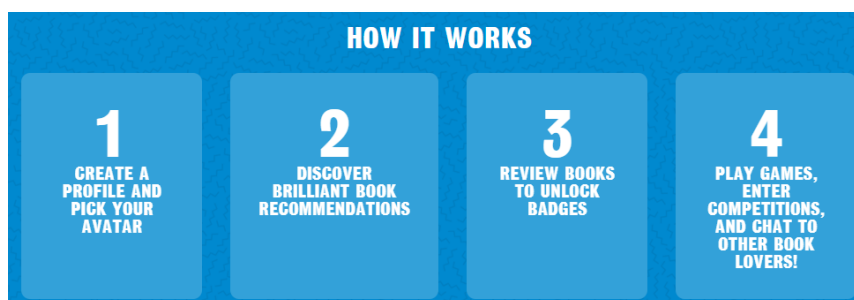 HOW IT WORKS
1
CREATE A
PROFILE AND
PICK YOUR
AVATAR
2
DISCOVER
BRILLIANT BOOK
RECOMMENDATIONS
3
REVIEW BOOKS
TO UNLOCK
BADGES
4
PLAY GAMES,
ENTER
COMPETITIONS,
AND CHAT TO
OTHER BOOK
LOVERS!